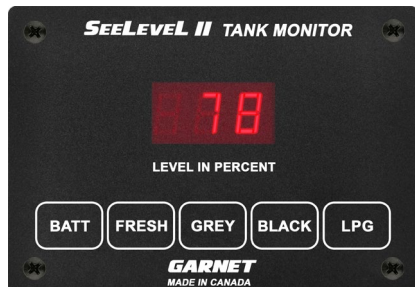 SEELEVEL II TANK MONITOR
78
LEVEL IN PERCENT
BATT FRESH GREY BLACK LPG
GARNET
MADE IN CANADA